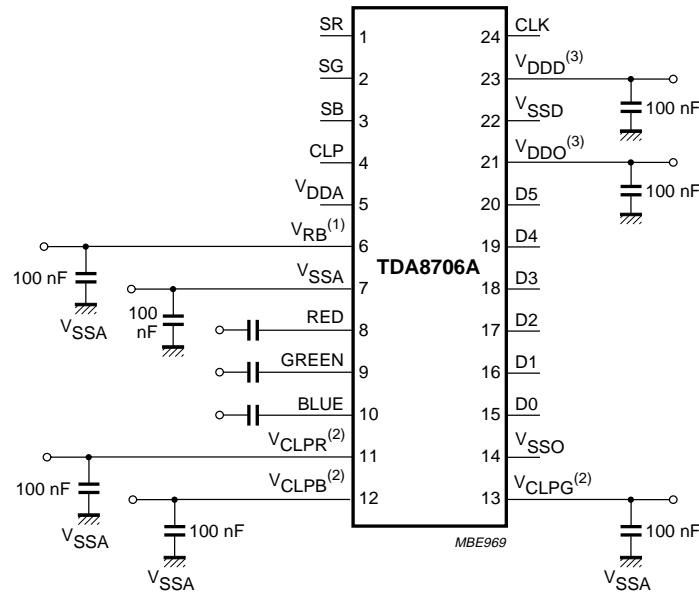 SR
1
24
CLK
SG
2
23
VDDD(3)
100 nF
SB
3
22
VSSD
CLP
4
21
VDDO(3)
100 nF
VDDA
5
20
D5
VRB(1)
6
19
D4
100 nF
VSSA
TDA8706A
VSSA
7
18
D3
100
nF
RED
8
17
D2
GREEN
9
16
D1
BLUE
10
15
D0
VCLPR(2)
11
14
VSSO
100 nF
VSSA
VCLPB(2)
12
13
VCLPG(2)
100 nF
VSSA
100 nF
VSSA
MBE969